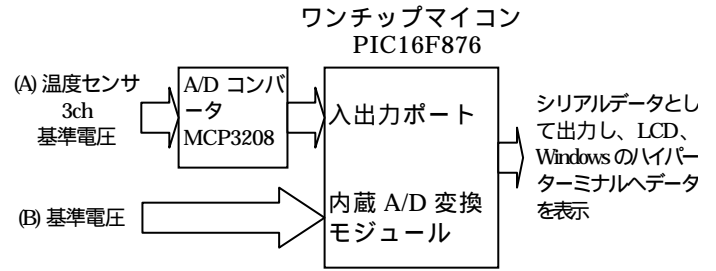 ワンチップマイコン
PIC16F876
(A) 温度センサ
3ch
基準電圧
A/D コンバ
ータ
MCP3208
入出力ポート
シリアルデータとし
て出力し、LCD、
Windows のハイパー
ターミナルへデータ
を表示
(B) 基準電圧
内蔵 A/D 変換
モジュール